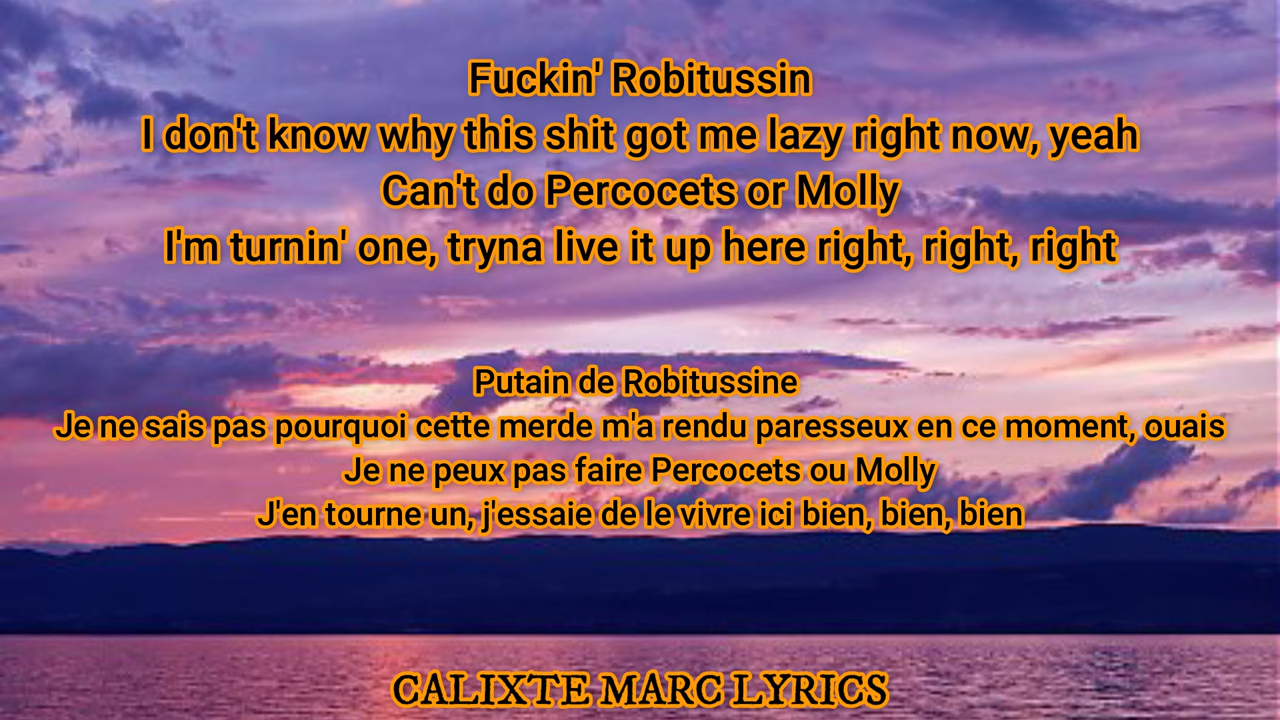 Fuckin' Robitussin
I don't know why this shit got me lazy right now, yeah
Can't do Percocets or Molly
I'm turnin' one, tryna live it up here right, right, right
Putain de Robitussine
Je ne sais pas pourquoi cette merde m'a rendu paresseux en ce moment, ouais
Je ne peux pas faire Percocets ou Molly
J'en tourne un, j'essaie de le vivre ici bien, bien, bien
CALIXTE MARC LYRICS